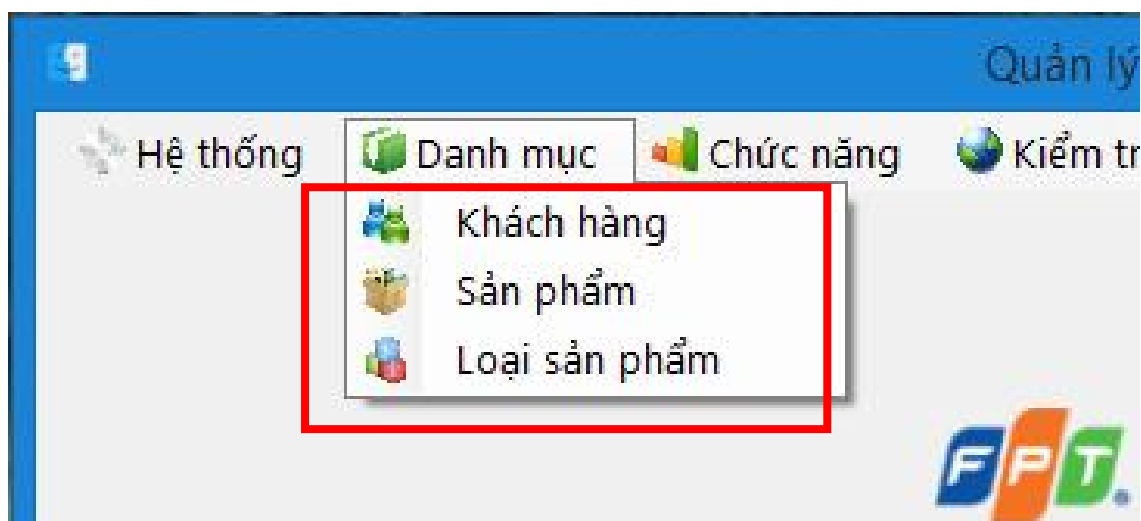 Quản lý
Hệ thống Danh mục Chức năng Kiểm tr
Khách hàng
Sản phẩm
Loại sản phẩm
FPT